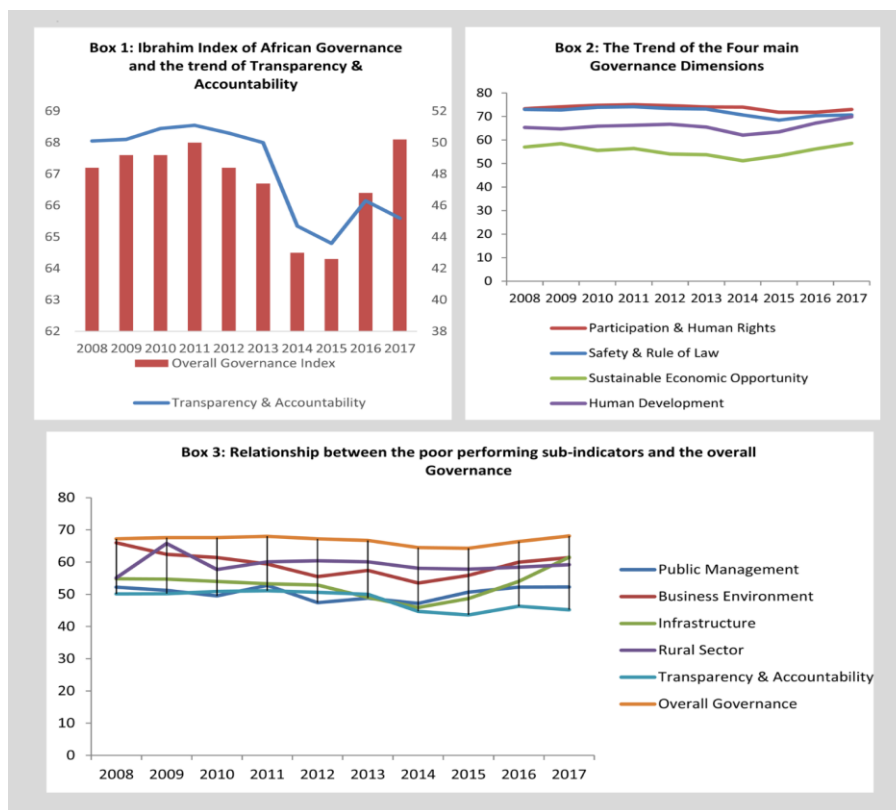 Box 1: Ibrahim Index of African Governance
and the trend of Transparency &
Accountability
69
68
67
66
65
64
63
62
52
50
48
46
44
42
40
38
2008 2009 2010 2011 2012 2013 2014 2015 2016 2017
Overall Governance Index
Transparency & Accountability
Box 2: The Trend of the Four main
Governance Dimensions
80
70
60
50
40
30
20
10
0
2008 2009 2010 2011 2012 2013 2014 2015 2016 2017
Participation & Human Rights
Safety & Rule of Law
Sustainable Economic Opportunity
Human Development
Box 3: Relationship between the poor performing sub-indicators and the overall
Governance
80
70
60
50
40
30
20
10
0
2008 2009 2010 2011 2012 2013 2014 2015 2016 2017
Public Management
Business Environment
Infrastructure
Rural Sector
Transparency & Accountability
Overall Governance